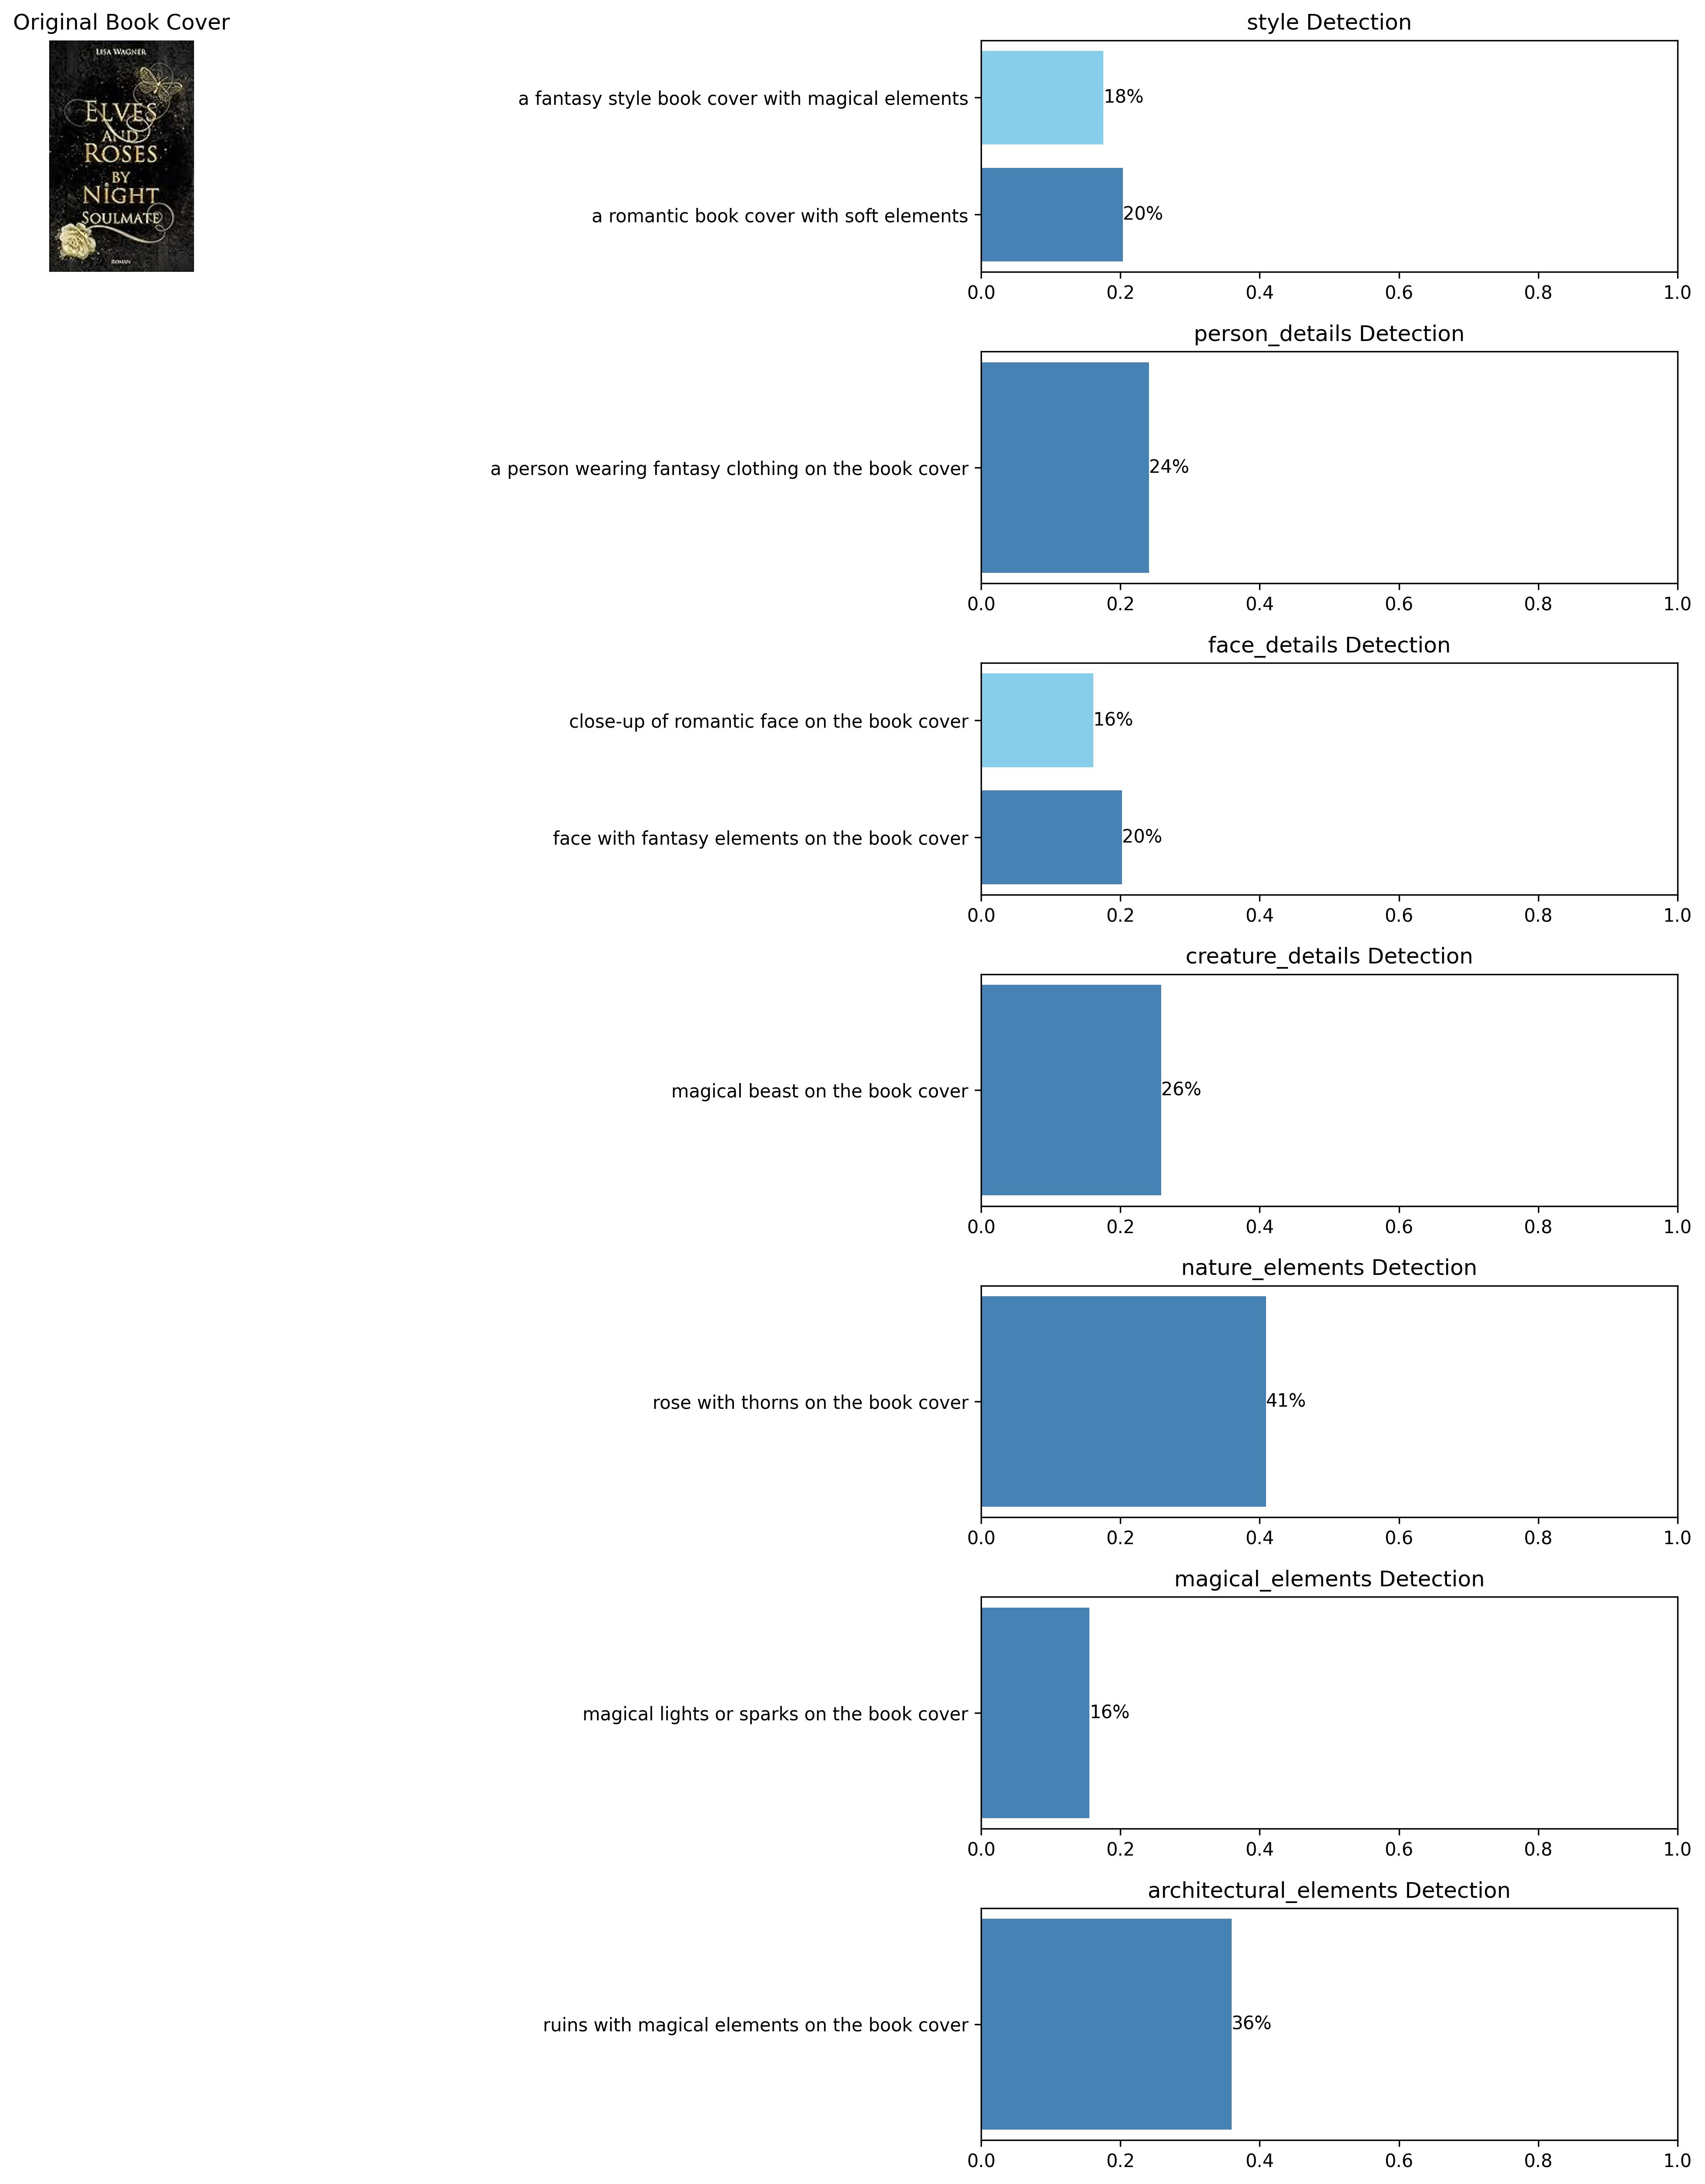 Original Book Cover
LISA WAGNER
ELVES
AND
ROSES
BY
NIGHT
SOULMATE
ROMAN
style Detection
a fantasy style book cover with magical elements
18%
a romantic book cover with soft elements
20%
0.0 0.2 0.4 0.6 0.8 1.0
person_details Detection
a person wearing fantasy clothing on the book cover
24%
0.0 0.2 0.4 0.6 0.8 1.0
face_details Detection
close-up of romantic face on the book cover
16%
face with fantasy elements on the book cover
20%
0.0 0.2 0.4 0.6 0.8 1.0
creature_details Detection
magical beast on the book cover
26%
0.0 0.2 0.4 0.6 0.8 1.0
nature_elements Detection
rose with thorns on the book cover
41%
0.0 0.2 0.4 0.6 0.8 1.0
magical_elements Detection
magical lights or sparks on the book cover
16%
0.0 0.2 0.4 0.6 0.8 1.0
architectural_elements Detection
ruins with magical elements on the book cover
36%
0.0 0.2 0.4 0.6 0.8 1.0